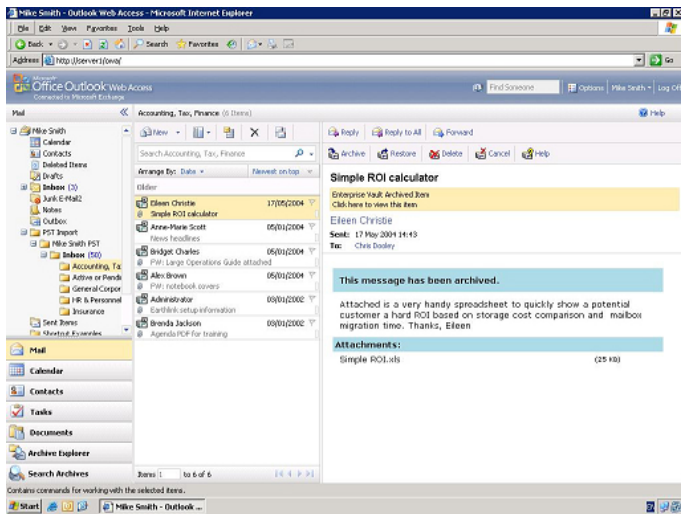 Mike Smith - Outlook Web Access - Microsoft Internet Explorer
File Edit View Favorites Tools Help
Back Search Favorites
Address http://server1/owa/ Go
Microsoft
Office Outlook Web Access
Connected to Microsoft Exchange
Find Someone Options Mike Smith Log Off
Mail « Accounting, Tax, Finance (6 Items) Help
Mike Smith
Calendar
Contacts
Deleted Items
Drafts
Inbox (3)
Junk E-Mail2
Notes
Outbox
PST Import
Mike Smith PST
Inbox (50)
Accounting, Ta
Active or Pendi
General Corpor
HR & Personnel
Insurance
Sent Items
Shortcut Examples
Mail
Calendar
Contacts
Tasks
Documents
Archive Explorer
Search Archives
New
Search Accounting, Tax, Finance
Arrange By: Date Newest on top
Older
Eileen Christie 17/05/2004
Simple ROI calculator
Anne-Marie Scott 05/01/2004
News headlines
Bridget Charles 05/01/2004
FW: Large Operations Guide attached
Alex Brown 05/01/2004
FW: notebook covers
Administrator 03/01/2002
Earthlink setup information
Brenda Jackson 03/01/2002
Agenda PDF for training
Items 1 to 6 of 6
Reply Reply to All Forward
Archive Restore Delete Cancel Help
Simple ROI calculator
Enterprise Vault Archived Item
Click here to view this item
Eileen Christie
Sent: 17 May 2004 14:43
To: Chris Dooley
This message has been archived.
Attached is a very handy spreadsheet to quickly show a potential
customer a hard ROI based on storage cost comparison and mailbox
migration time. Thanks, Eileen
Attachments:
Simple ROI.xls (25 KB)
Contains commands for working with the selected items.
Start Mike Smith - Outlook ...